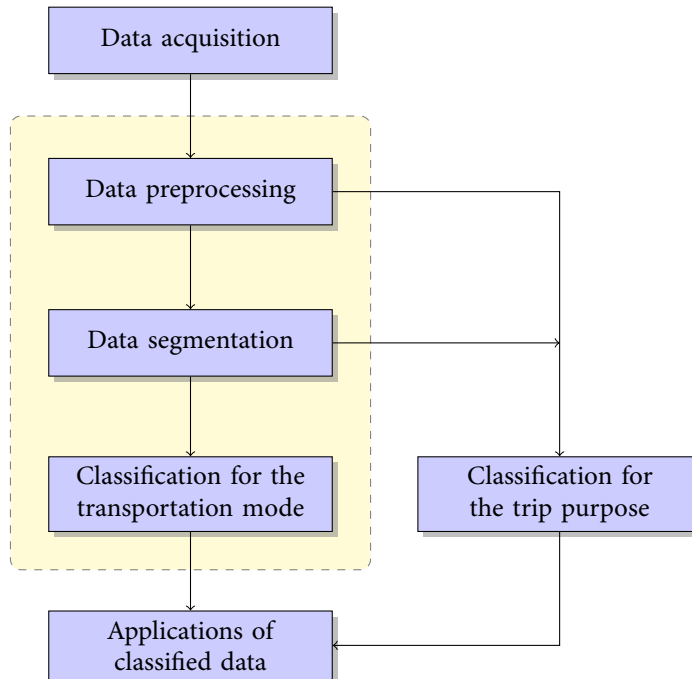 Data acquisition
Data preprocessing
Data segmentation
Classification for the
transportation mode
Classification for
the trip purpose
Applications of
classified data